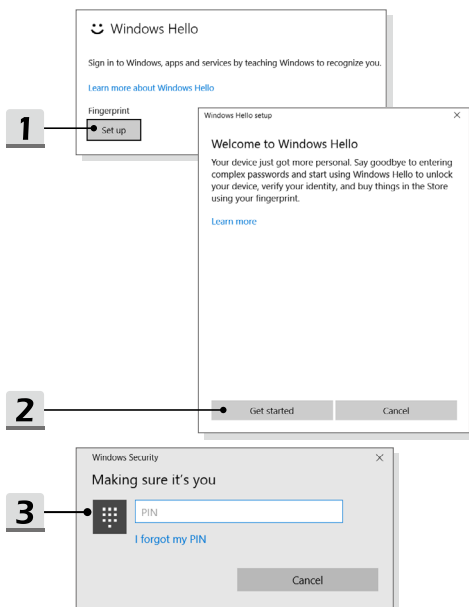 Windows Hello
Sign in to Windows, apps and services by teaching Windows to recognize you.
Learn more about Windows Hello
Fingerprint
1
Set up
Windows Hello setup
Welcome to Windows Hello
Your device just got more personal. Say goodbye to entering
complex passwords and start using Windows Hello to unlock
your device, verify your identity, and buy things in the Store
using your fingerprint.
Learn more
2
Get started
Cancel
Windows Security
Making sure it's you
3
PIN
I forgot my PIN
Cancel